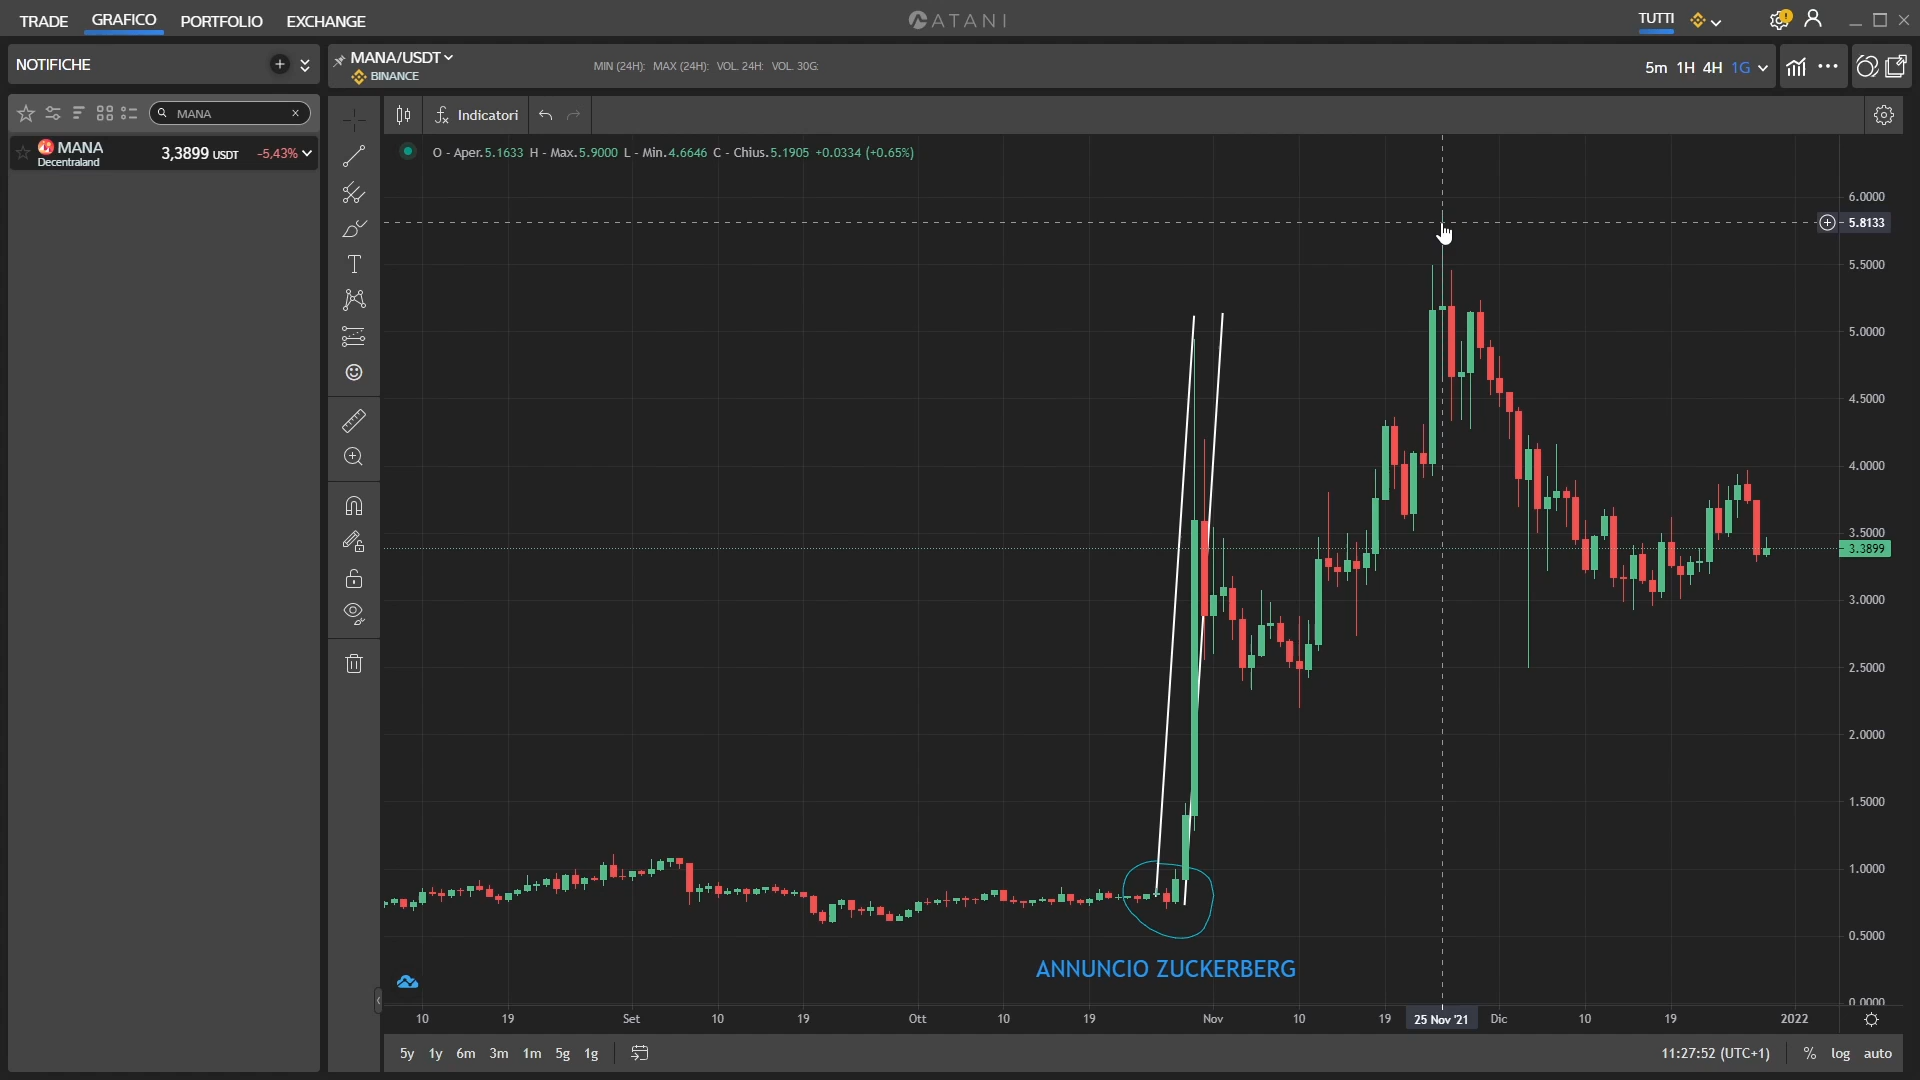 TRADE GRAFICO PORTFOLIO EXCHANGE
ATANI
TUTTI
NOTIFICHE
MANA/USDT
BINANCE
MIN (24H): MAX (24H): VOL. 24H: VOL. 30G:
5m 1H 4H 1G
MANA
MANA
Decentraland
3,3899 USDT
-5,43%
Indicatori
O - Aper.5.1633 H - Max.5.9000 L - Min.4.6646 C - Chius.5.1905 +0.0334 (+0.65%)
6.0000
5.8133
5.5000
5.0000
4.5000
4.0000
3.5000
3.3899
3.0000
2.5000
2.0000
1.5000
1.0000
0.5000
0.0000
ANNUNCIO ZUCKERBERG
10 19 Set 10 19 Ott 10 19 Nov 10 19 25 Nov '21 Dic 10 19 2022
5y 1y 6m 3m 1m 5g 1g
11:27:52 (UTC+1) % log auto